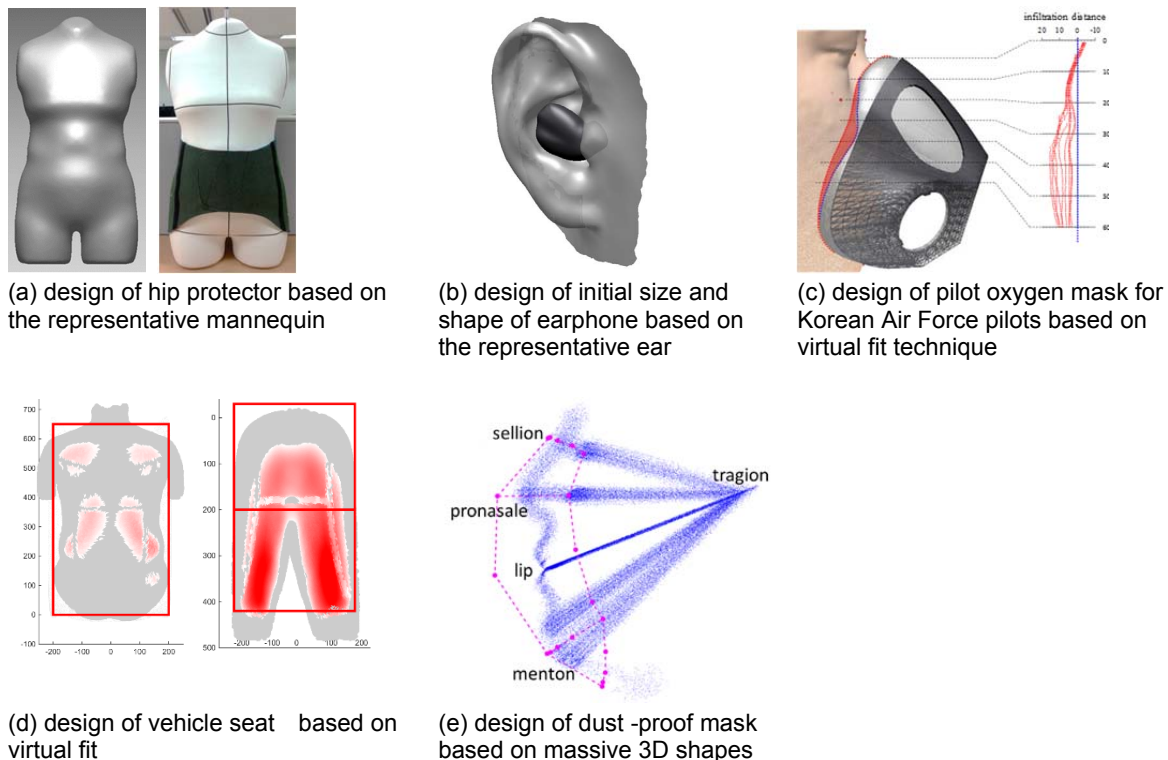 infiltration distance
20 10 0 -10
0
10
20
30
40
50
60
(a) design of hip protector based on
the representative mannequin
(b) design of initial size and
shape of earphone based on
the representative ear
(c) design of pilot oxygen mask for
Korean Air Force pilots based on
virtual fit technique
700
600
500
400
300
200
100
0
-100
-200 -100 0 100 200
0
100
200
300
400
500
-200 -100 0 100 200
sellion
tragion
pronasale
lip
menton
(d) design of vehicle seat based on
virtual fit
(e) design of dust -proof mask
based on massive 3D shapes